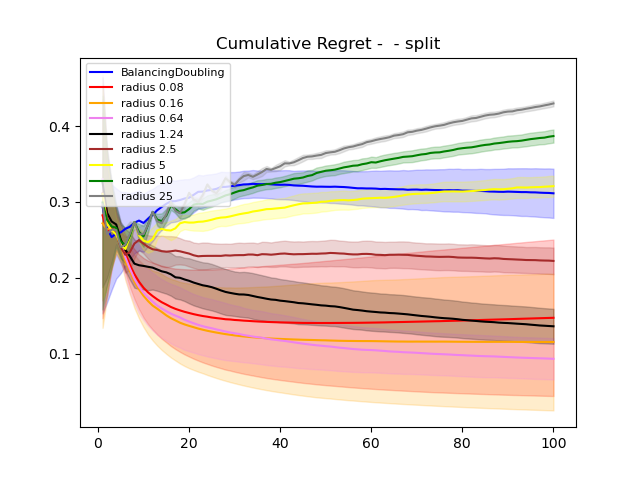 Cumulative Regret -  - split
BalancingDoubling
radius 0.08
radius 0.16
radius 0.64
radius 1.24
radius 2.5
radius 5
radius 10
radius 25
0.4
0.3
0.2
0.1
0 20 40 60 80 100